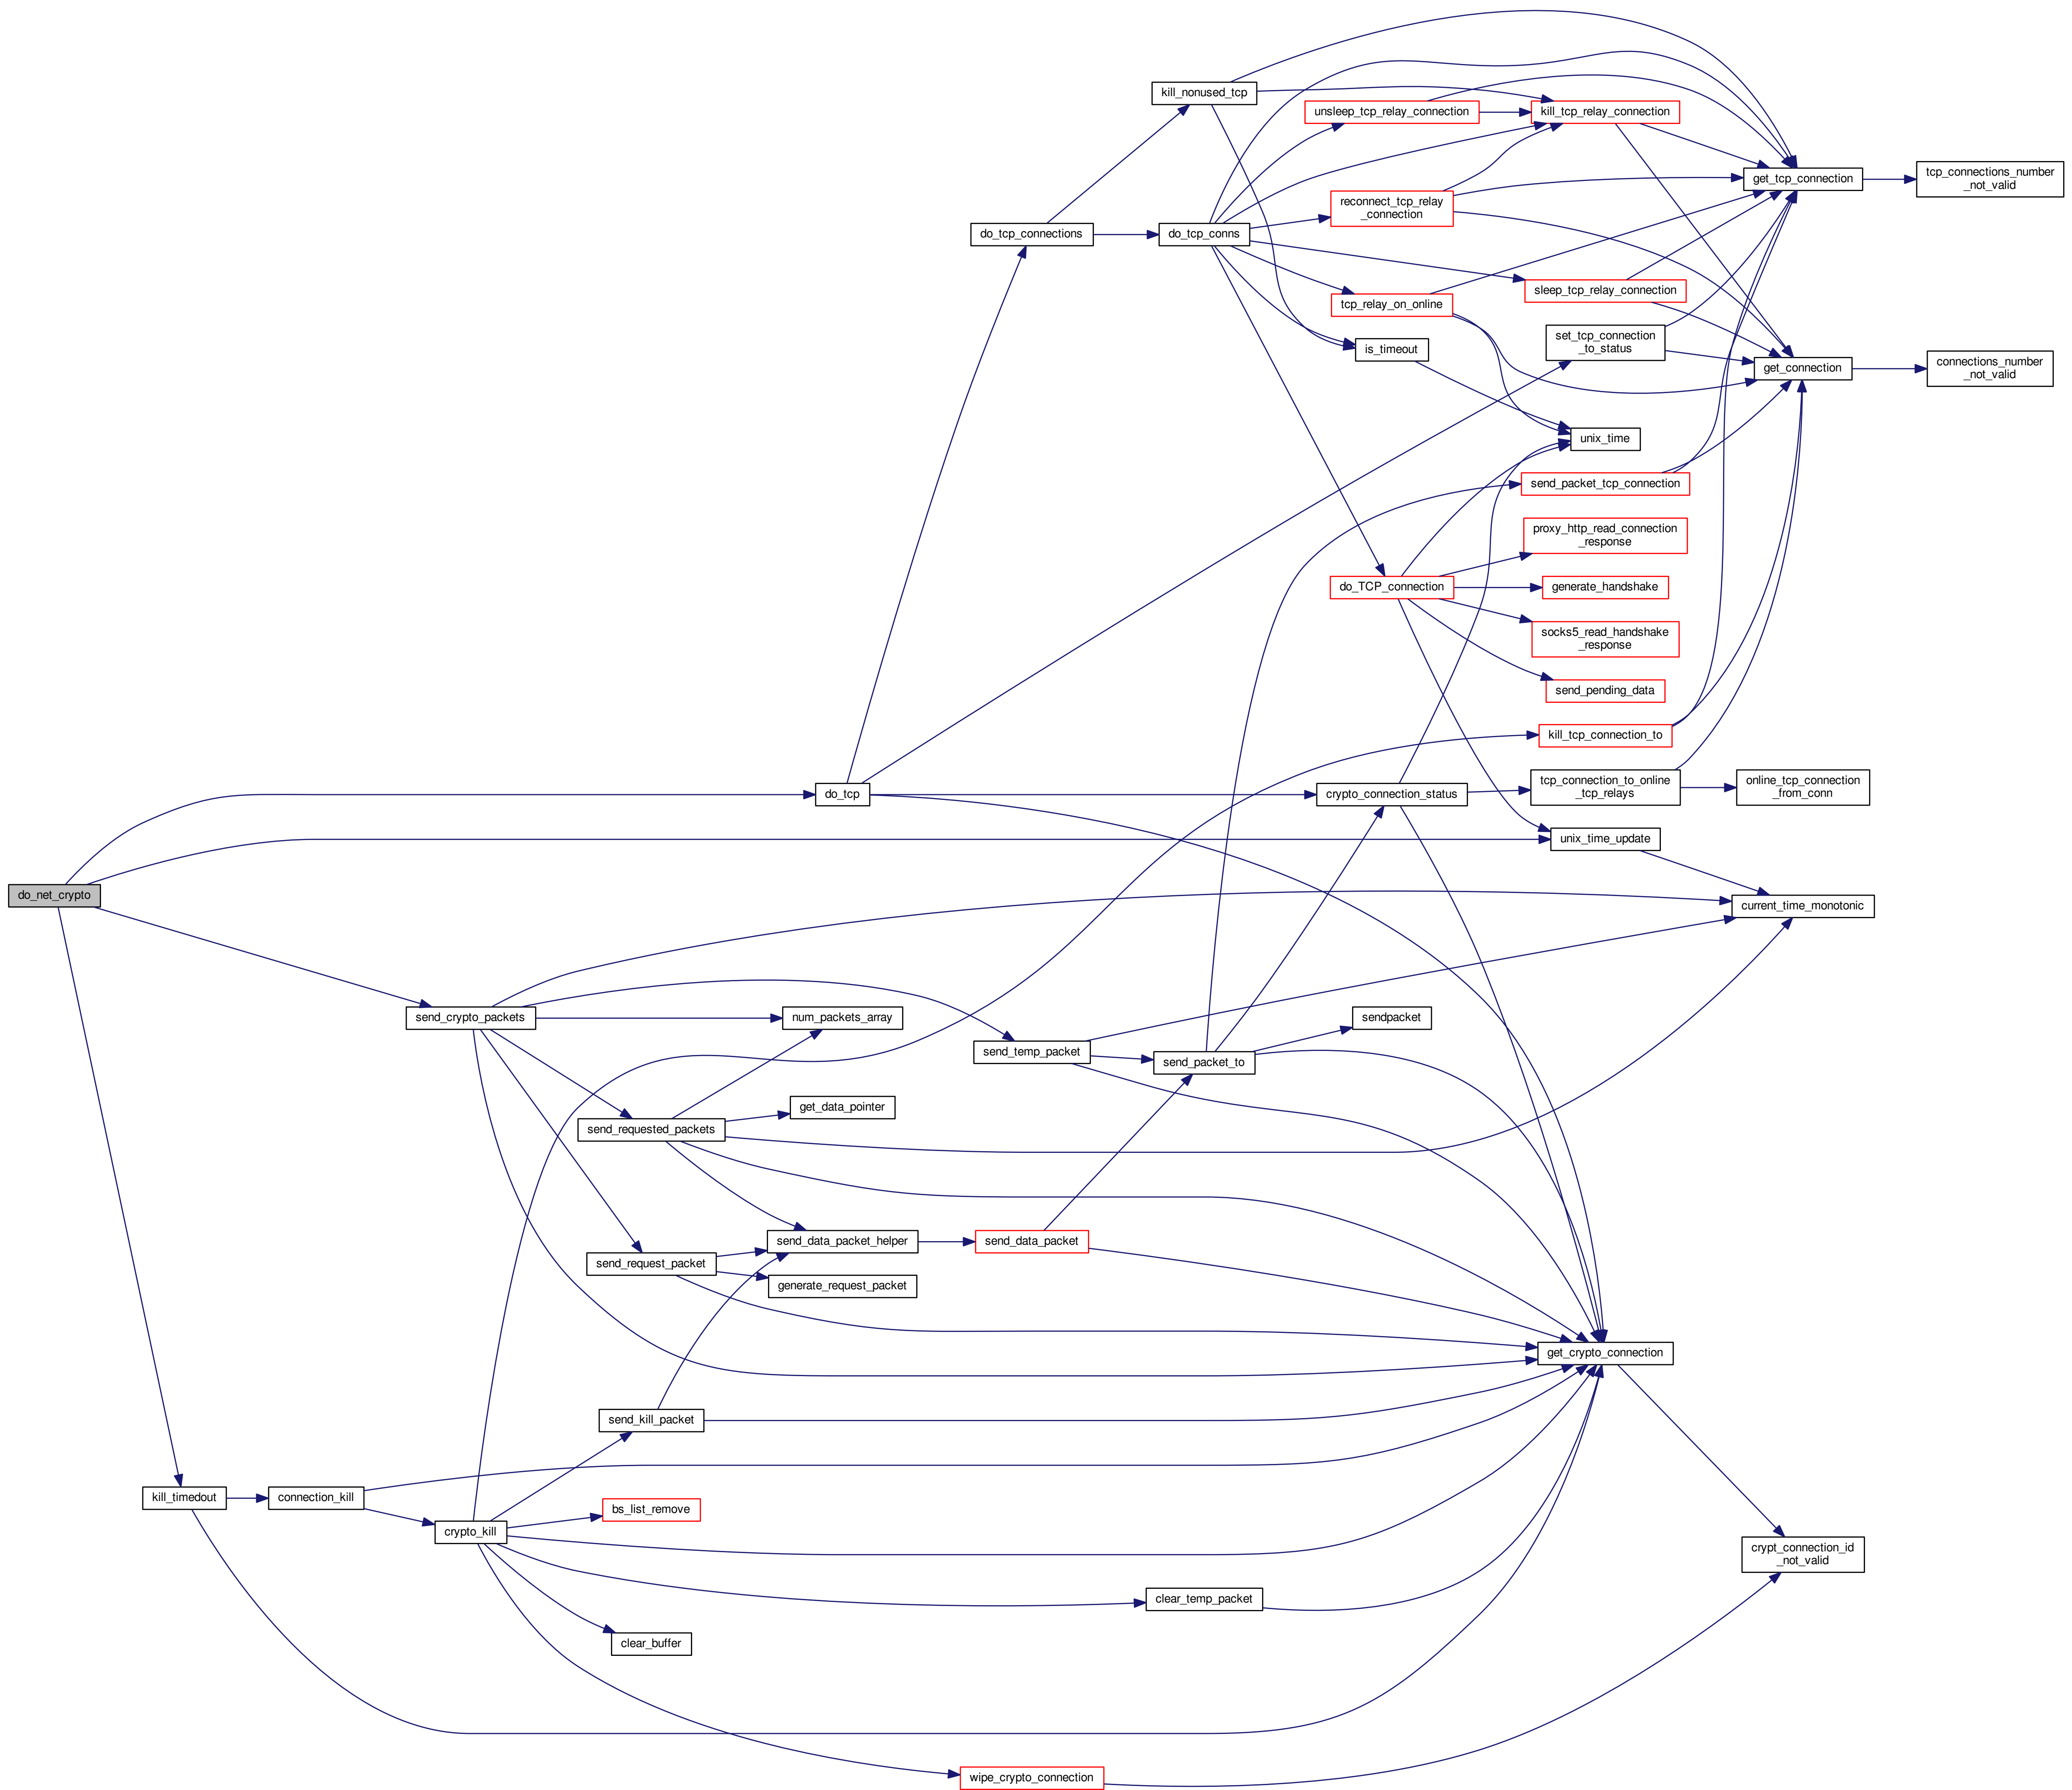 kill_nonused_tcp
unsleep_tcp_relay_connection
kill_tcp_relay_connection
get_tcp_connection
tcp_connections_number
_not_valid
reconnect_tcp_relay
_connection
do_tcp_connections
do_tcp_conns
sleep_tcp_relay_connection
tcp_relay_on_online
set_tcp_connection
_to_status
is_timeout
get_connection
connections_number
_not_valid
unix_time
send_packet_tcp_connection
proxy_http_read_connection
_response
do_TCP_connection
generate_handshake
socks5_read_handshake
_response
send_pending_data
kill_tcp_connection_to
do_tcp
crypto_connection_status
tcp_connection_to_online
_tcp_relays
online_tcp_connection
_from_conn
unix_time_update
do_net_crypto
current_time_monotonic
send_crypto_packets
num_packets_array
sendpacket
send_temp_packet
send_packet_to
get_data_pointer
send_requested_packets
send_data_packet_helper
send_data_packet
send_request_packet
generate_request_packet
get_crypto_connection
send_kill_packet
kill_timedout
connection_kill
bs_list_remove
crypto_kill
crypt_connection_id
_not_valid
clear_temp_packet
clear_buffer
wipe_crypto_connection